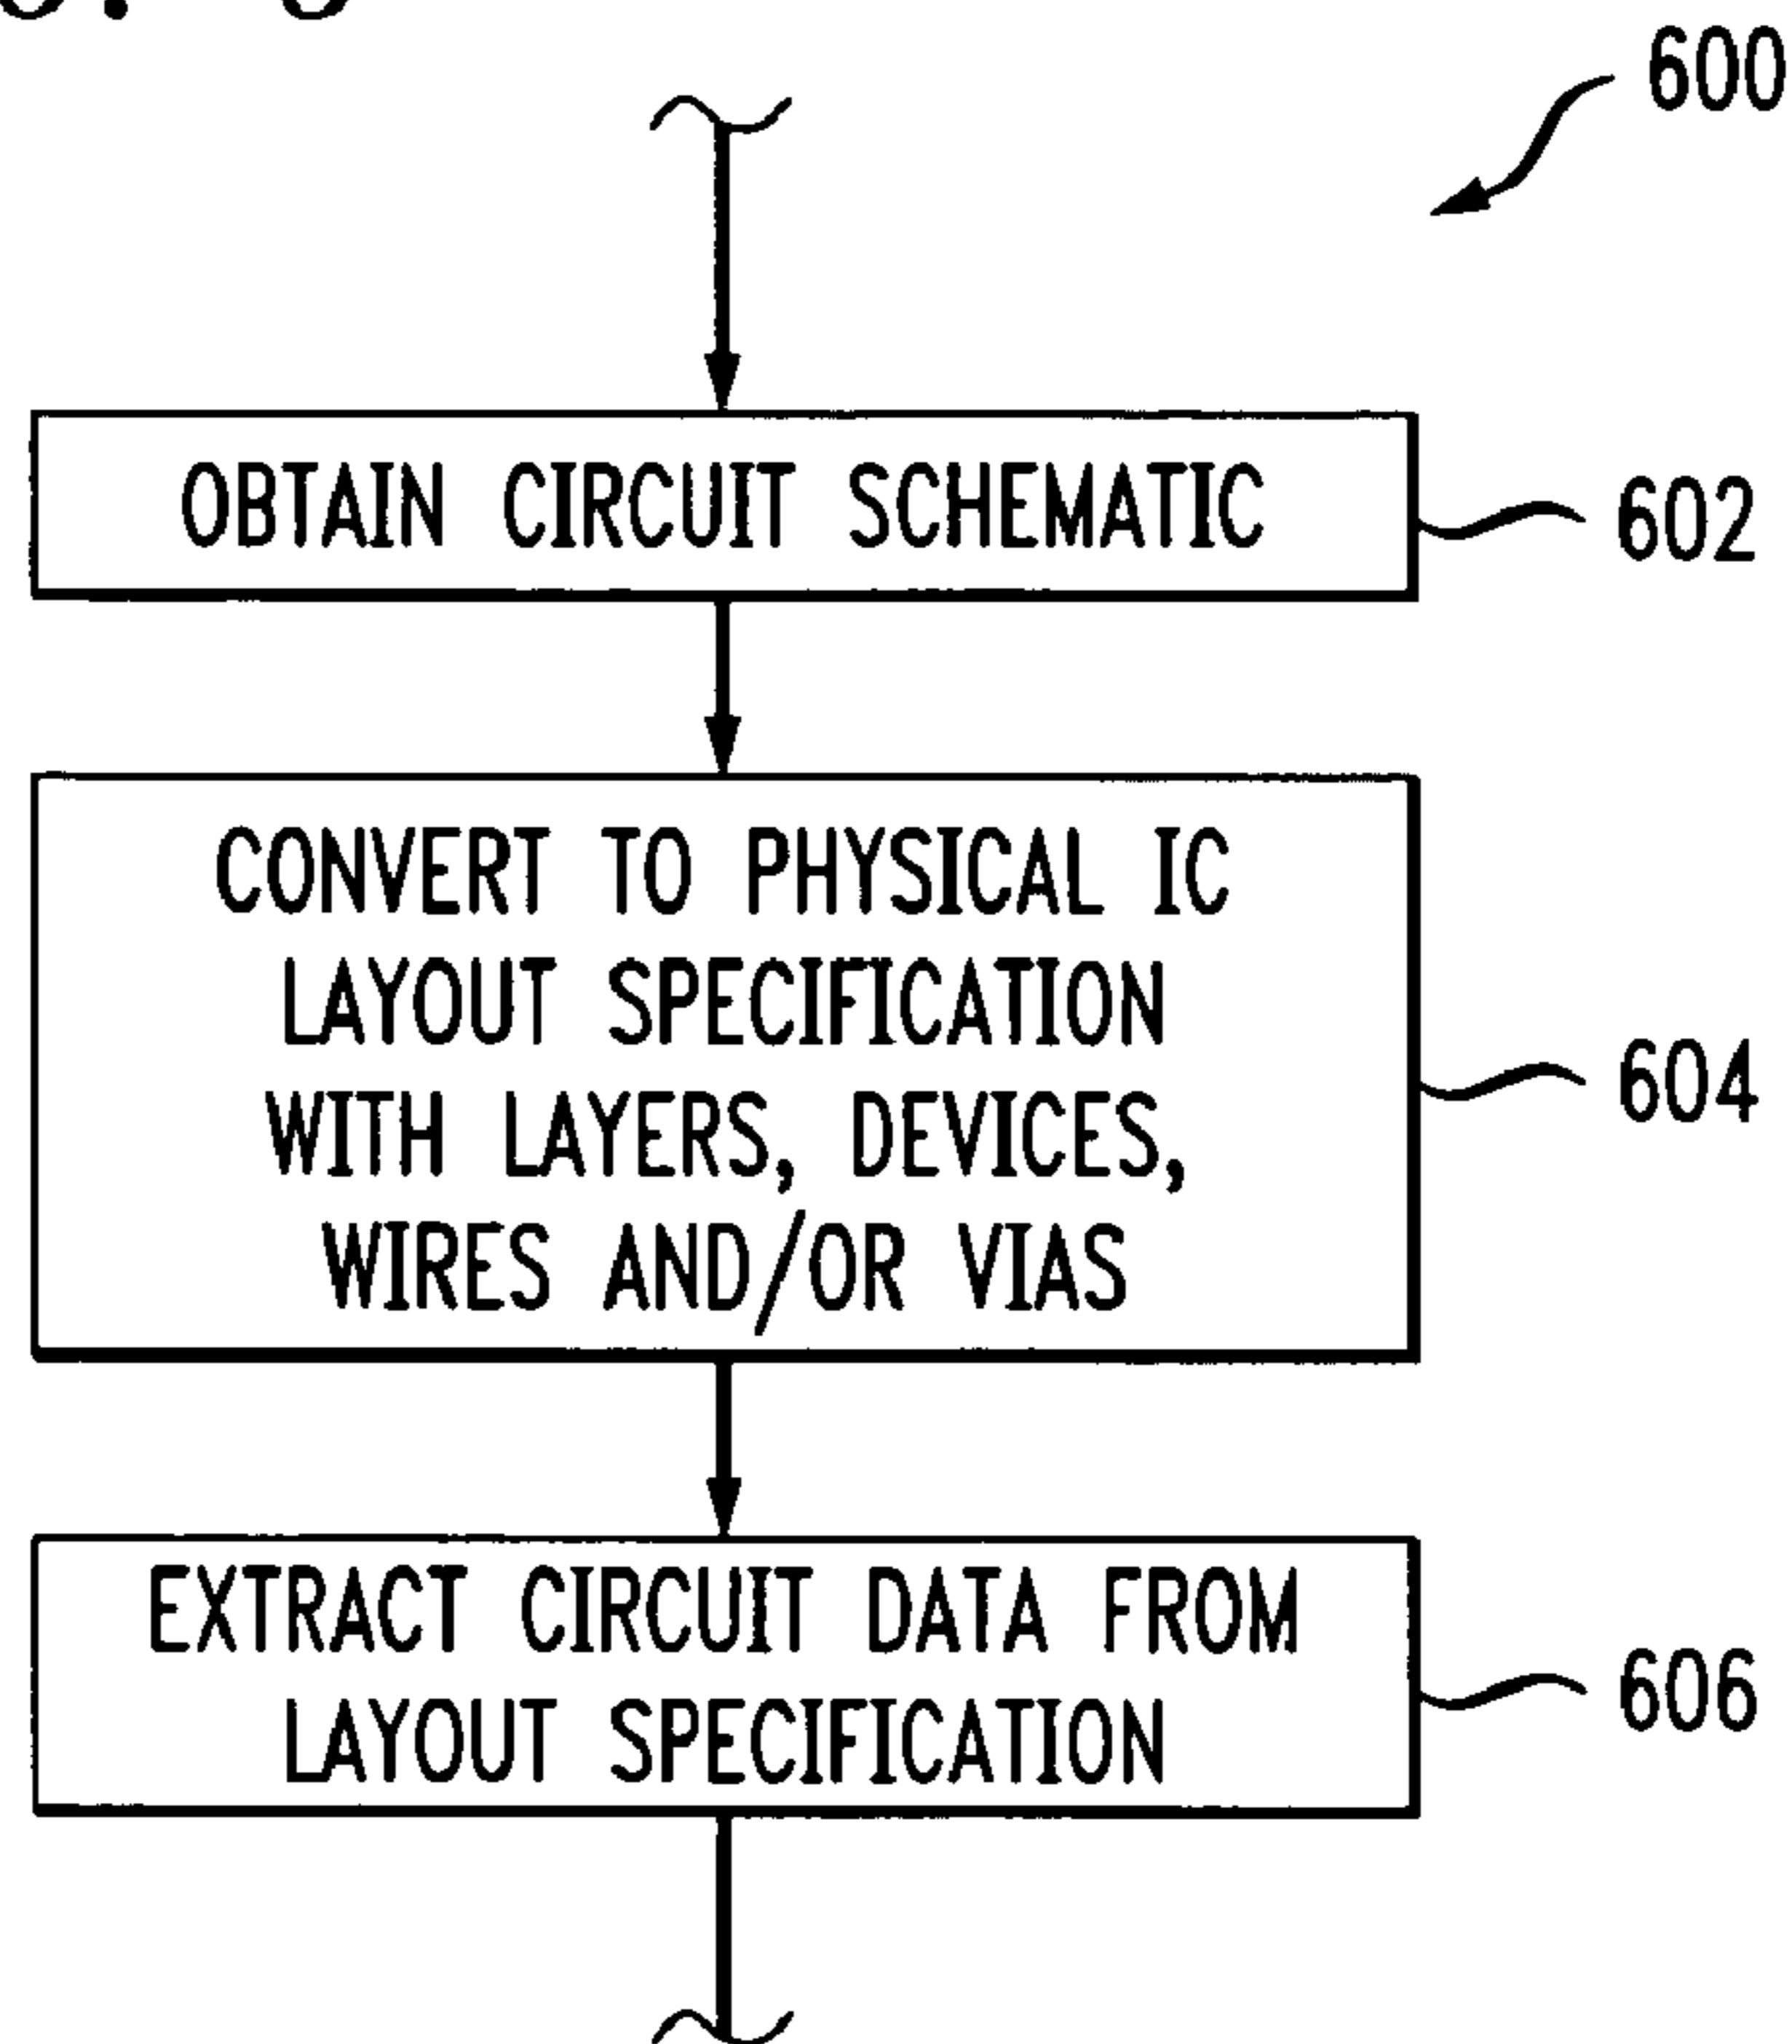 600
OBTAIN CIRCUIT SCHEMATIC
602
CONVERT TO PHYSICAL IC
LAYOUT SPECIFICATION
WITH LAYERS, DEVICES,
WIRES AND/OR VIAS
604
EXTRACT CIRCUIT DATA FROM
LAYOUT SPECIFICATION
606